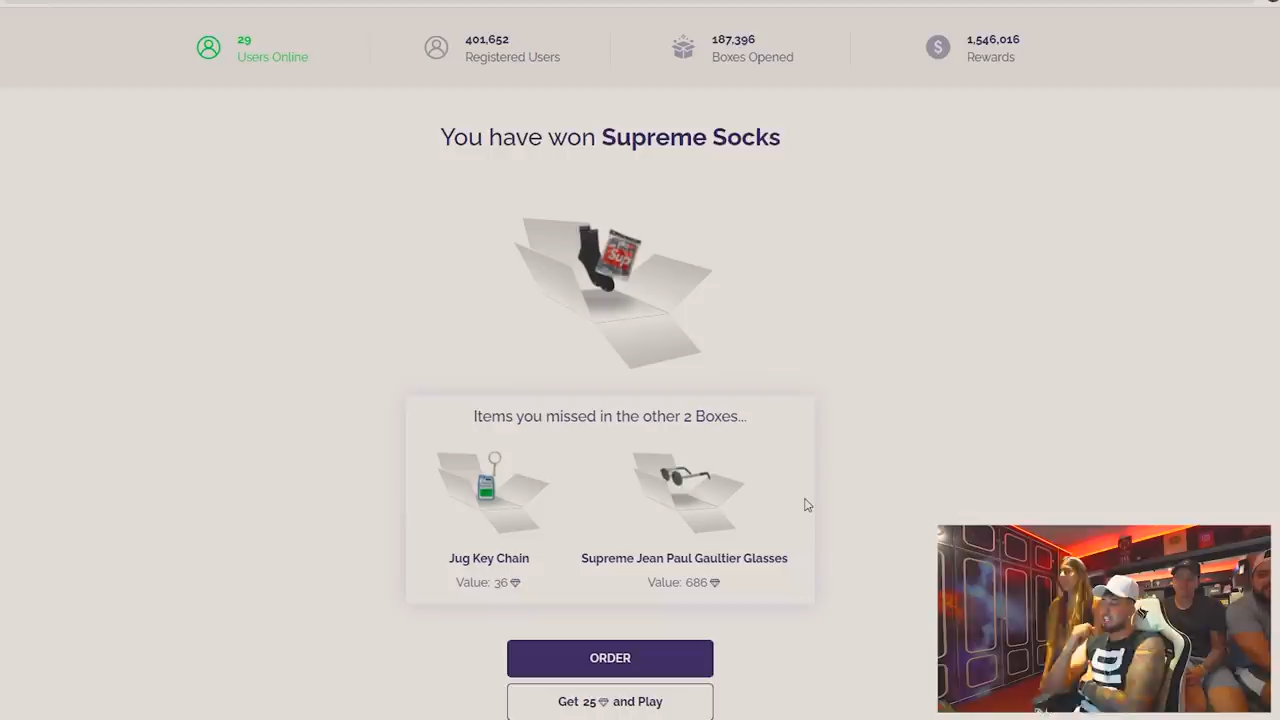 29
Users Online
401,652
Registered Users
187,396
Boxes Opened
$
1,546,016
Rewards
You have won Supreme Socks
Sup
Items you missed in the other 2 Boxes...
Jug Key Chain
Value: 36
Supreme Jean Paul Gaultier Glasses
Value: 686
ORDER
Get 25 and Play